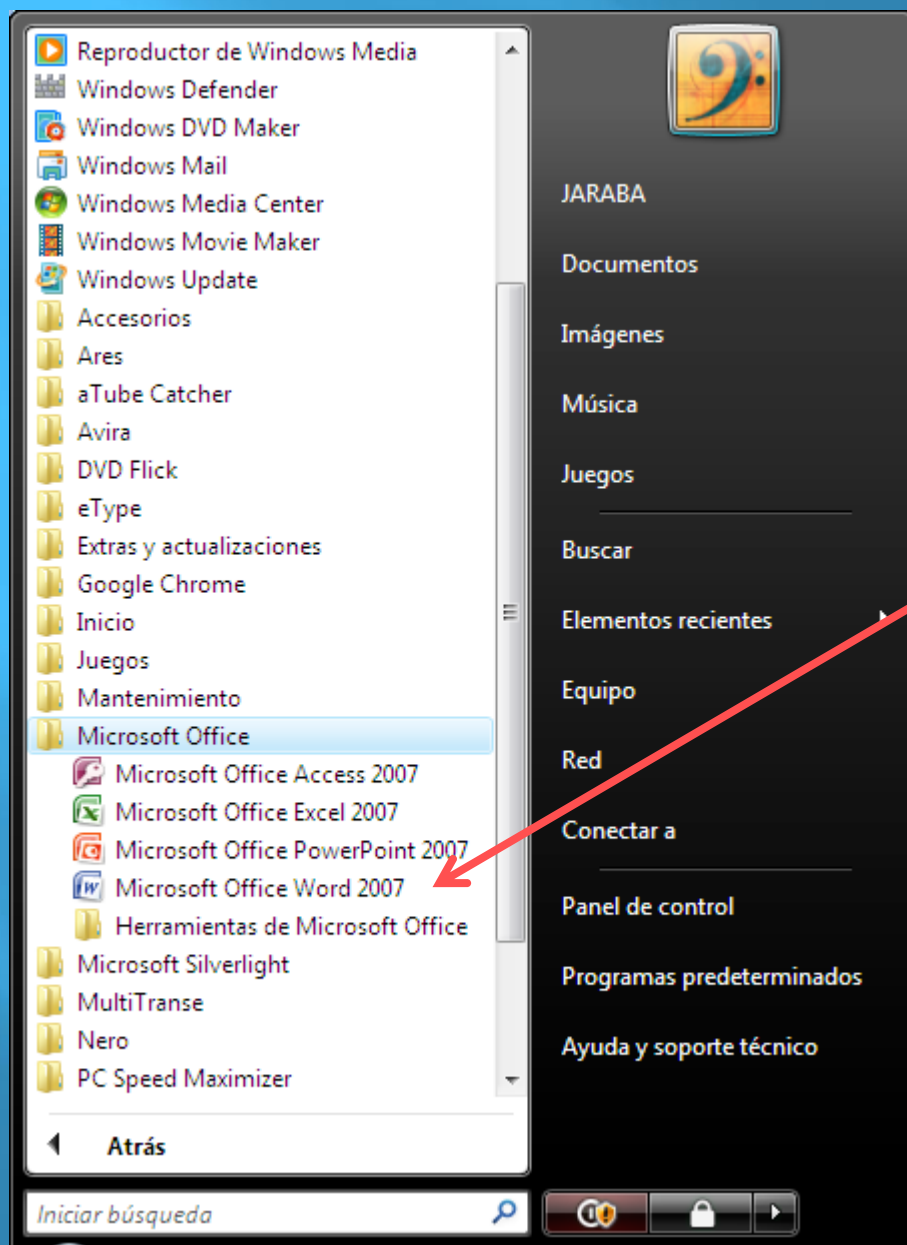 Reproductor de Windows Media
Windows Defender
Windows DVD Maker
Windows Mail
Windows Media Center
Windows Movie Maker
Windows Update
Accesorios
Ares
aTube Catcher
Avira
DVD Flick
eType
Extras y actualizaciones
Google Chrome
Inicio
Juegos
Mantenimiento
Microsoft Office
Microsoft Office Access 2007
Microsoft Office Excel 2007
Microsoft Office PowerPoint 2007
Microsoft Office Word 2007
Herramientas de Microsoft Office
Microsoft Silverlight
MultiTranse
Nero
PC Speed Maximizer
Atrás
Iniciar búsqueda
JARABA
Documentos
Imágenes
Música
Juegos
Buscar
Elementos recientes
Equipo
Red
Conectar a
Panel de control
Programas predeterminados
Ayuda y soporte técnico